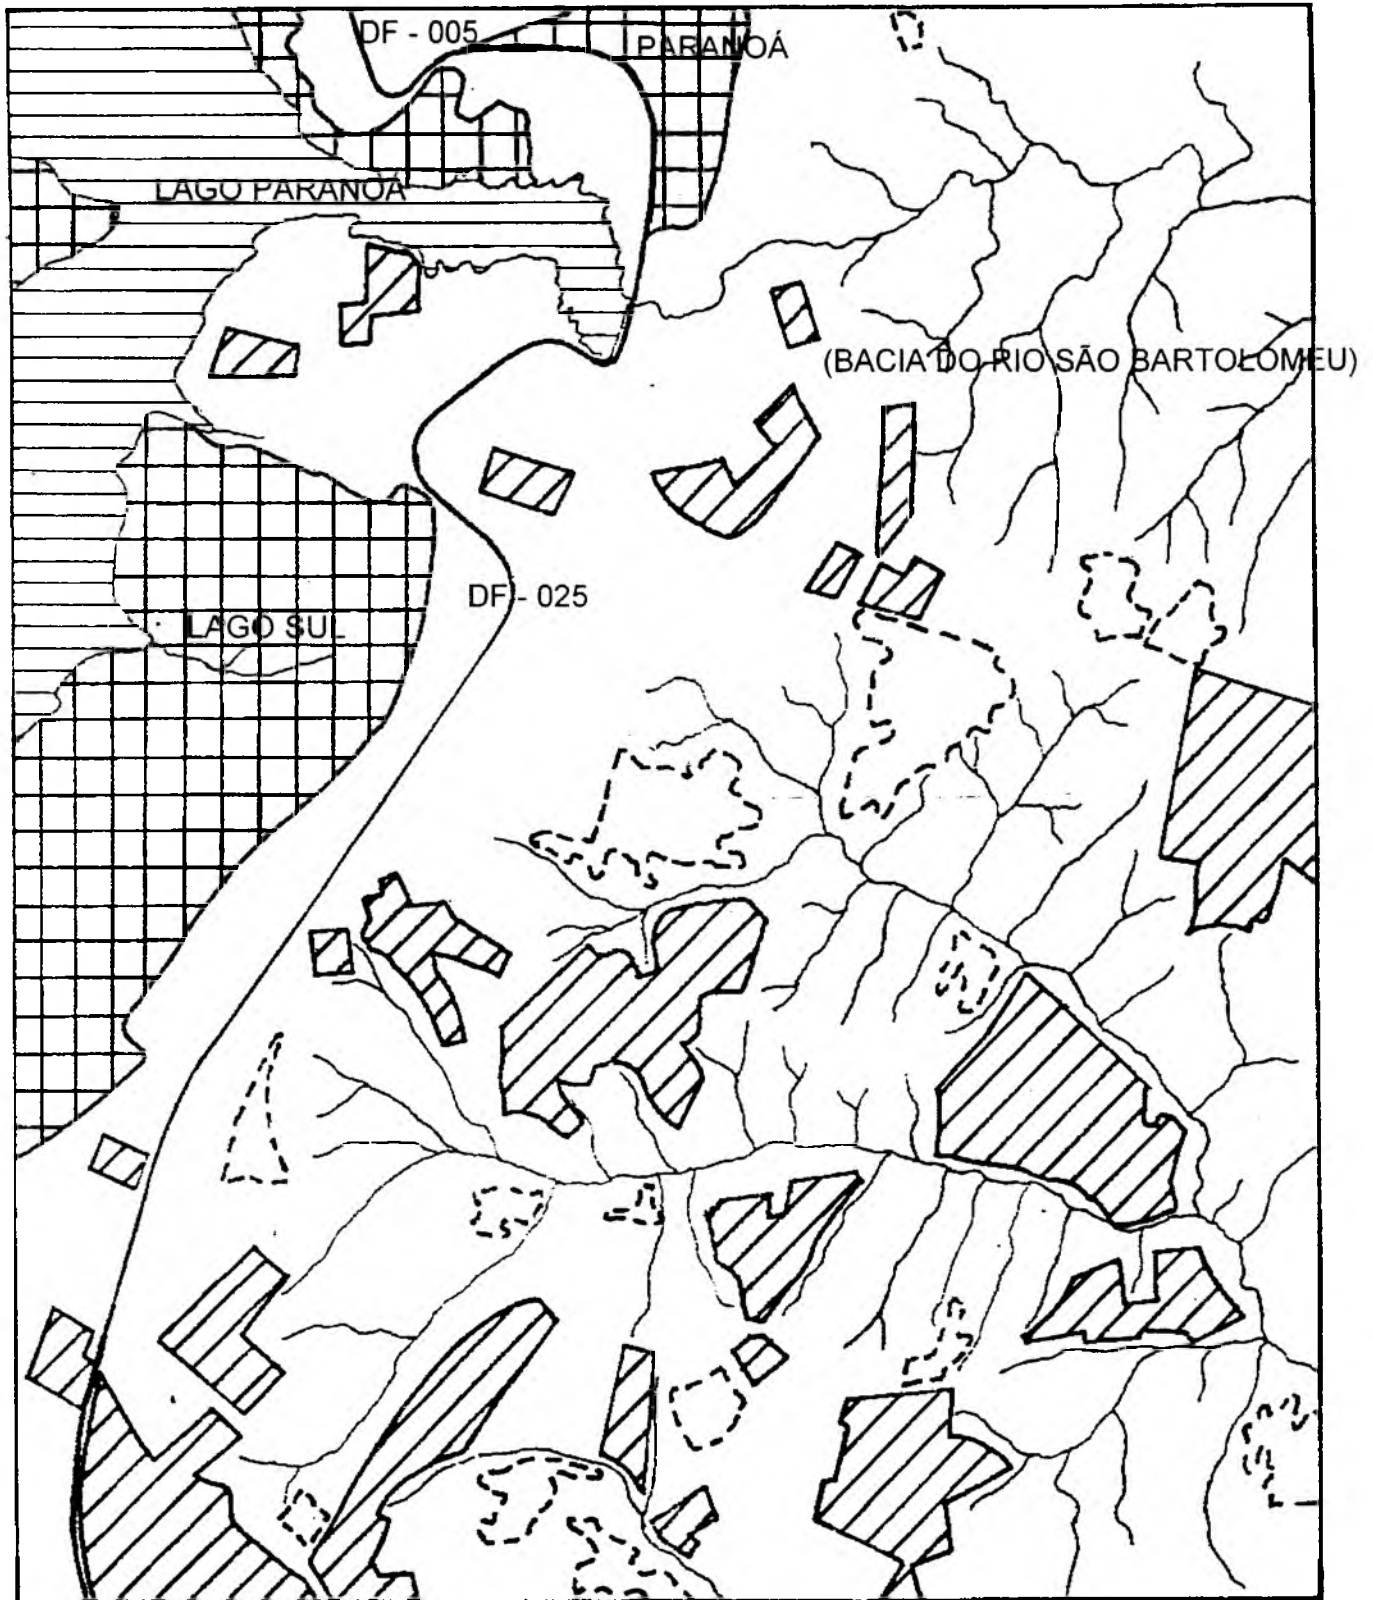 DF - 005
PARANOÁ
LAGO PARANOÁ
(BACIA DO RIO SÃO BARTOLOMEU)
DF - 025
LAGO SUL